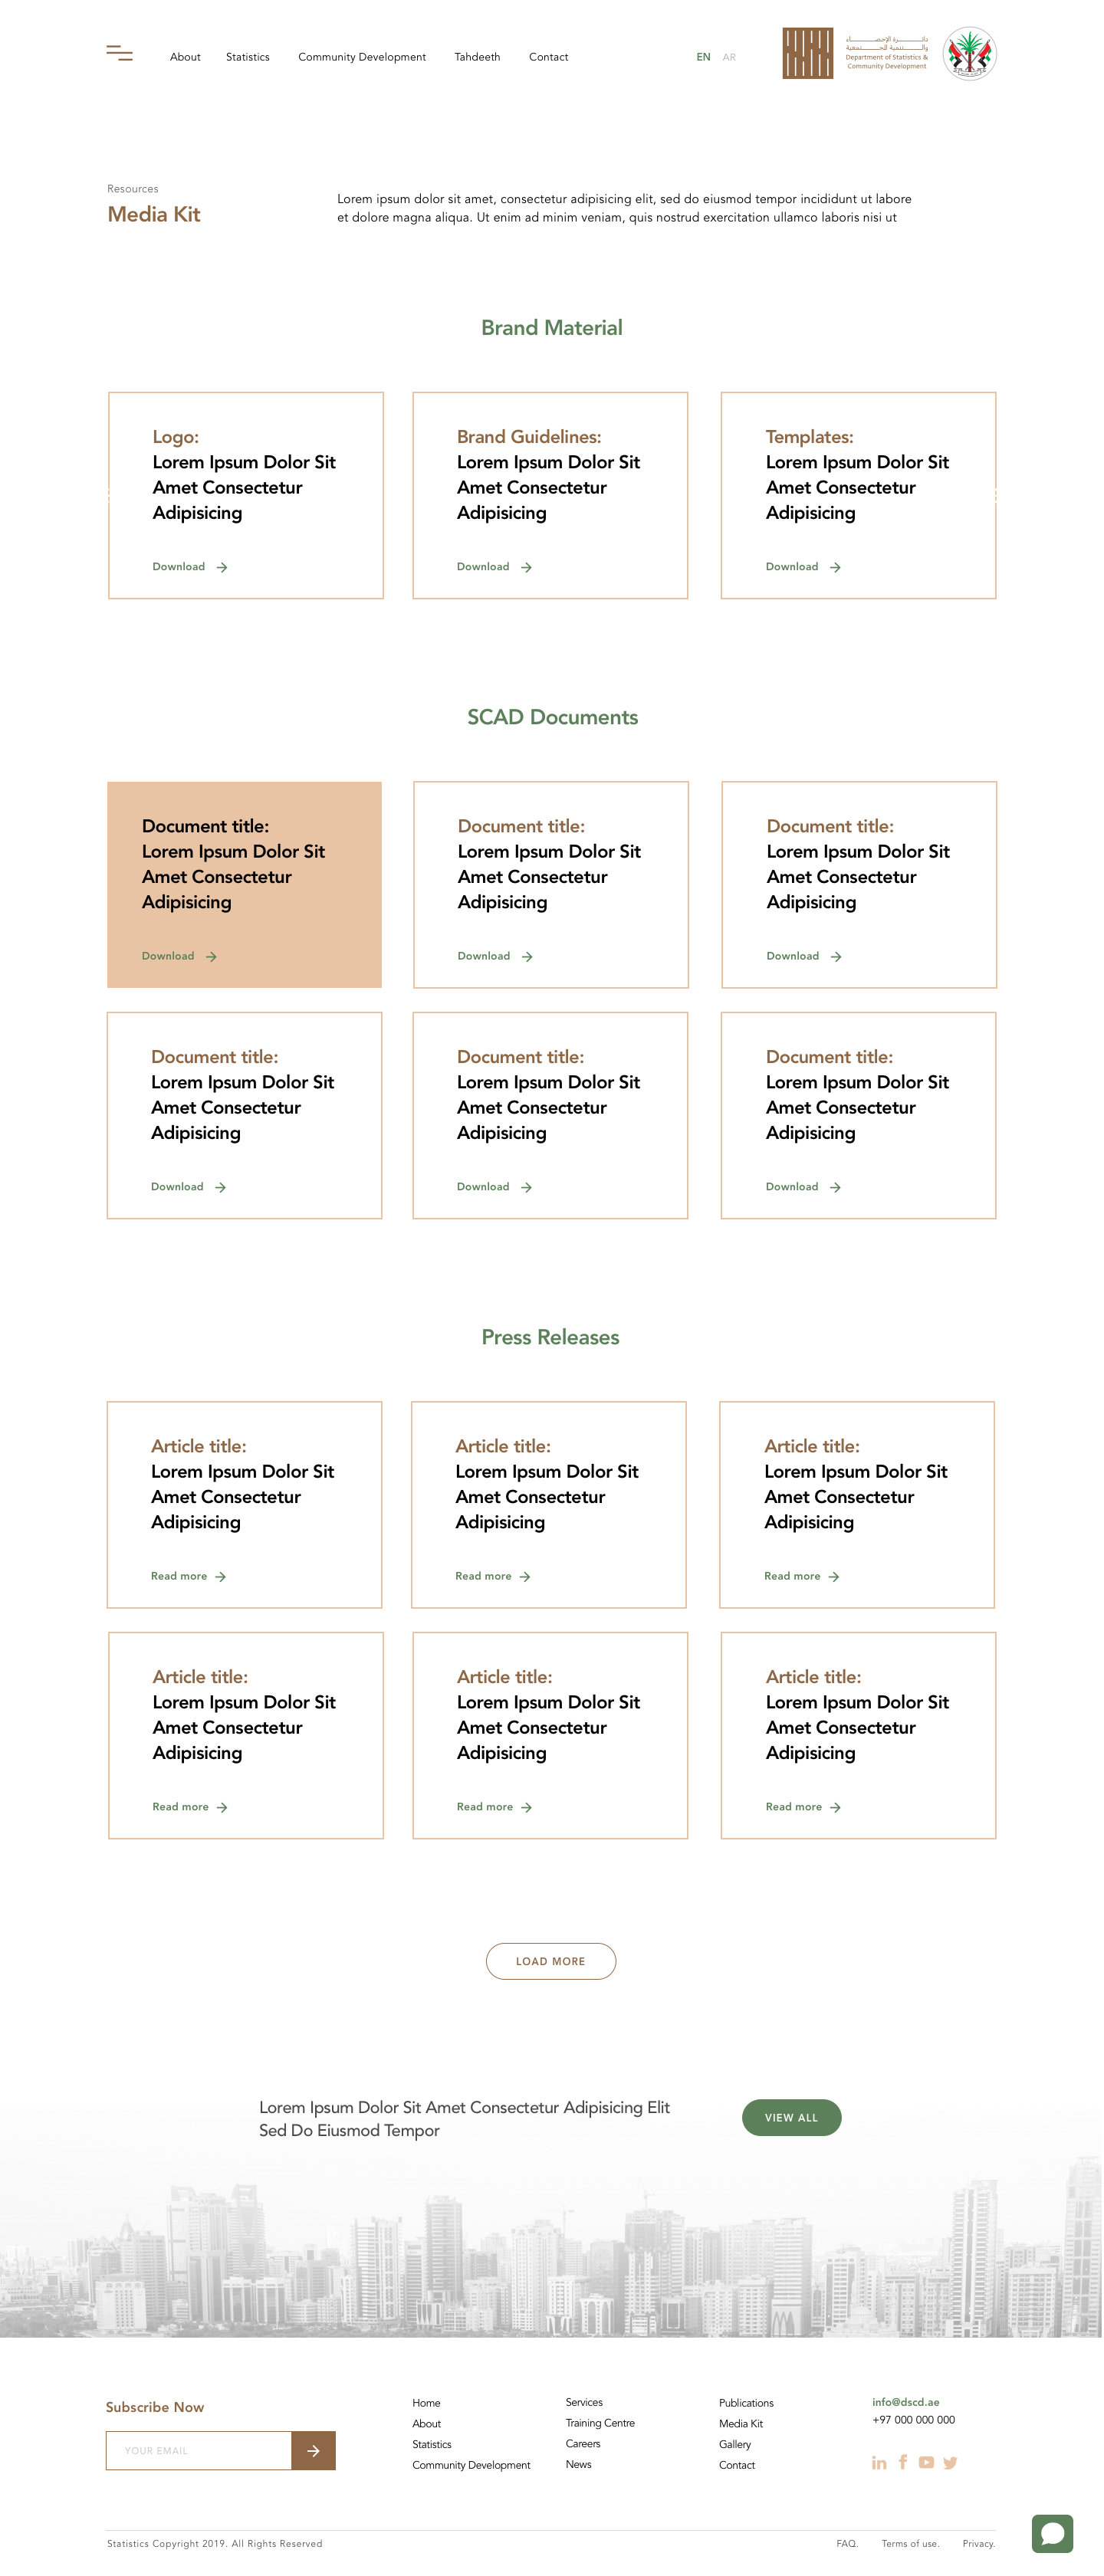 About Statistics Community Development Tahdeeth Contact EN AR
دائرة الإحصاء
والتنمية المجتمعية
Department of Statistics &
Community Development
Resources
Media Kit
Lorem ipsum dolor sit amet, consectetur adipisicing elit, sed do eiusmod tempor incididunt ut labore
et dolore magna aliqua. Ut enim ad minim veniam, quis nostrud exercitation ullamco laboris nisi ut
Brand Material
Logo:
Lorem Ipsum Dolor Sit
Amet Consectetur
Adipisicing
Download
Brand Guidelines:
Lorem Ipsum Dolor Sit
Amet Consectetur
Adipisicing
Download
Templates:
Lorem Ipsum Dolor Sit
Amet Consectetur
Adipisicing
Download
SCAD Documents
Document title:
Lorem Ipsum Dolor Sit
Amet Consectetur
Adipisicing
Download
Document title:
Lorem Ipsum Dolor Sit
Amet Consectetur
Adipisicing
Download
Document title:
Lorem Ipsum Dolor Sit
Amet Consectetur
Adipisicing
Download
Document title:
Lorem Ipsum Dolor Sit
Amet Consectetur
Adipisicing
Download
Document title:
Lorem Ipsum Dolor Sit
Amet Consectetur
Adipisicing
Download
Document title:
Lorem Ipsum Dolor Sit
Amet Consectetur
Adipisicing
Download
Press Releases
Article title:
Lorem Ipsum Dolor Sit
Amet Consectetur
Adipisicing
Read more
Article title:
Lorem Ipsum Dolor Sit
Amet Consectetur
Adipisicing
Read more
Article title:
Lorem Ipsum Dolor Sit
Amet Consectetur
Adipisicing
Read more
Article title:
Lorem Ipsum Dolor Sit
Amet Consectetur
Adipisicing
Read more
Article title:
Lorem Ipsum Dolor Sit
Amet Consectetur
Adipisicing
Read more
Article title:
Lorem Ipsum Dolor Sit
Amet Consectetur
Adipisicing
Read more
LOAD MORE
Lorem Ipsum Dolor Sit Amet Consectetur Adipisicing Elit
Sed Do Eiusmod Tempor
VIEW ALL
Subscribe Now
YOUR EMAIL
Home
About
Statistics
Community Development
Services
Training Centre
Careers
News
Publications
Media Kit
Gallery
Contact
info@dscd.ae
+97 000 000 000
Statistics Copyright 2019. All Rights Reserved
FAQ. Terms of use. Privacy.